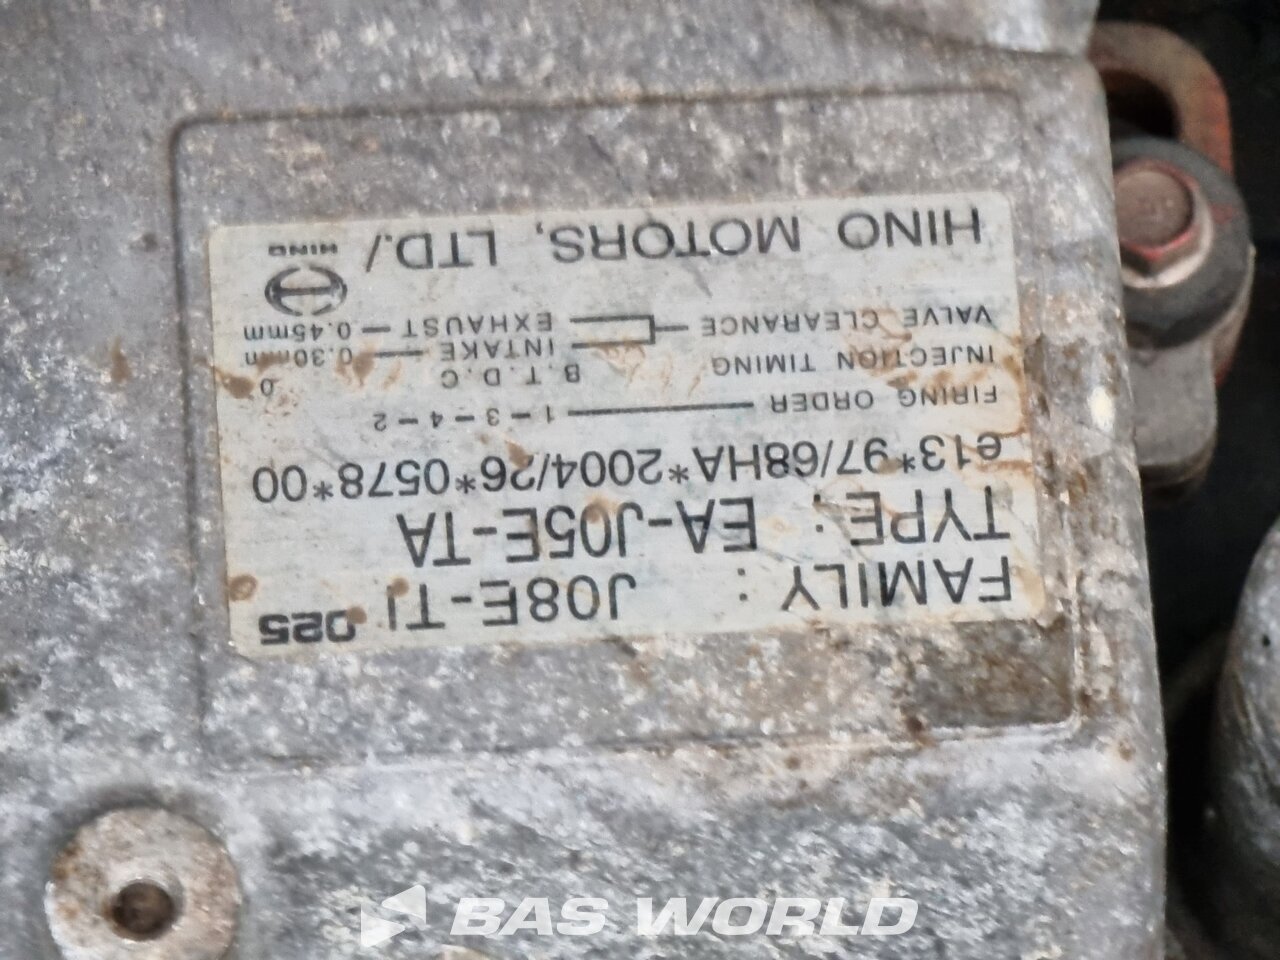 FAMILY : J08E-TI 025
TYPE : EA-J05E-TA
e13*97/68HA*2004/26*0578*00
FIRING ORDER 1-3-4-2
INJECTION TIMING B.T.D.C 0
VALVE CLEARANCE INTAKE 0.30mm
EXHAUST 0.45mm
HINO MOTORS, LTD./ HINO
BAS WORLD